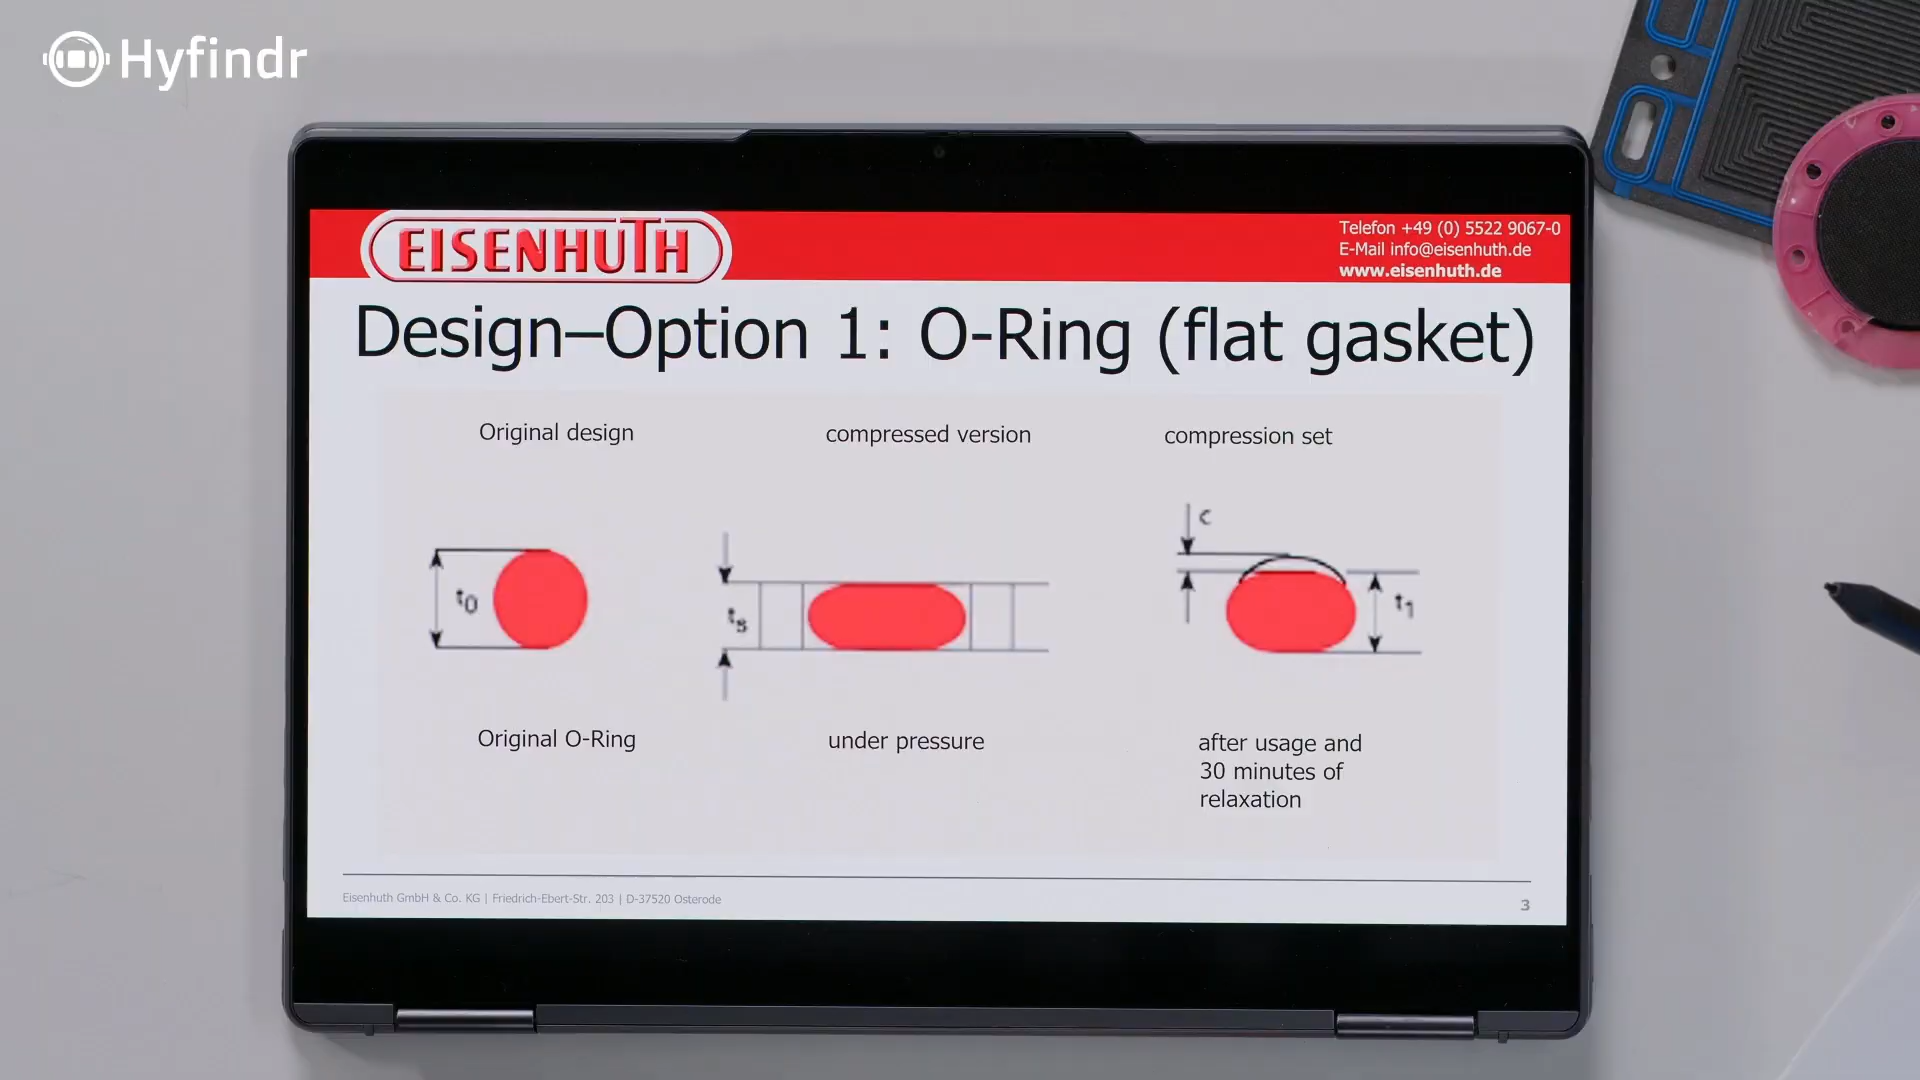 Hyfindr
EISENHUTH
Telefon +49 (0) 5522 9067-0
E-Mail info@eisenhuth.de
www.eisenhuth.de
Design–Option 1: O-Ring (flat gasket)
Original design
compressed version
compression set
c
t0
ts
t1
Original O-Ring
under pressure
after usage and
30 minutes of
relaxation
Eisenhuth GmbH & Co. KG | Friedrich-Ebert-Str. 203 | D-37520 Osterode
3